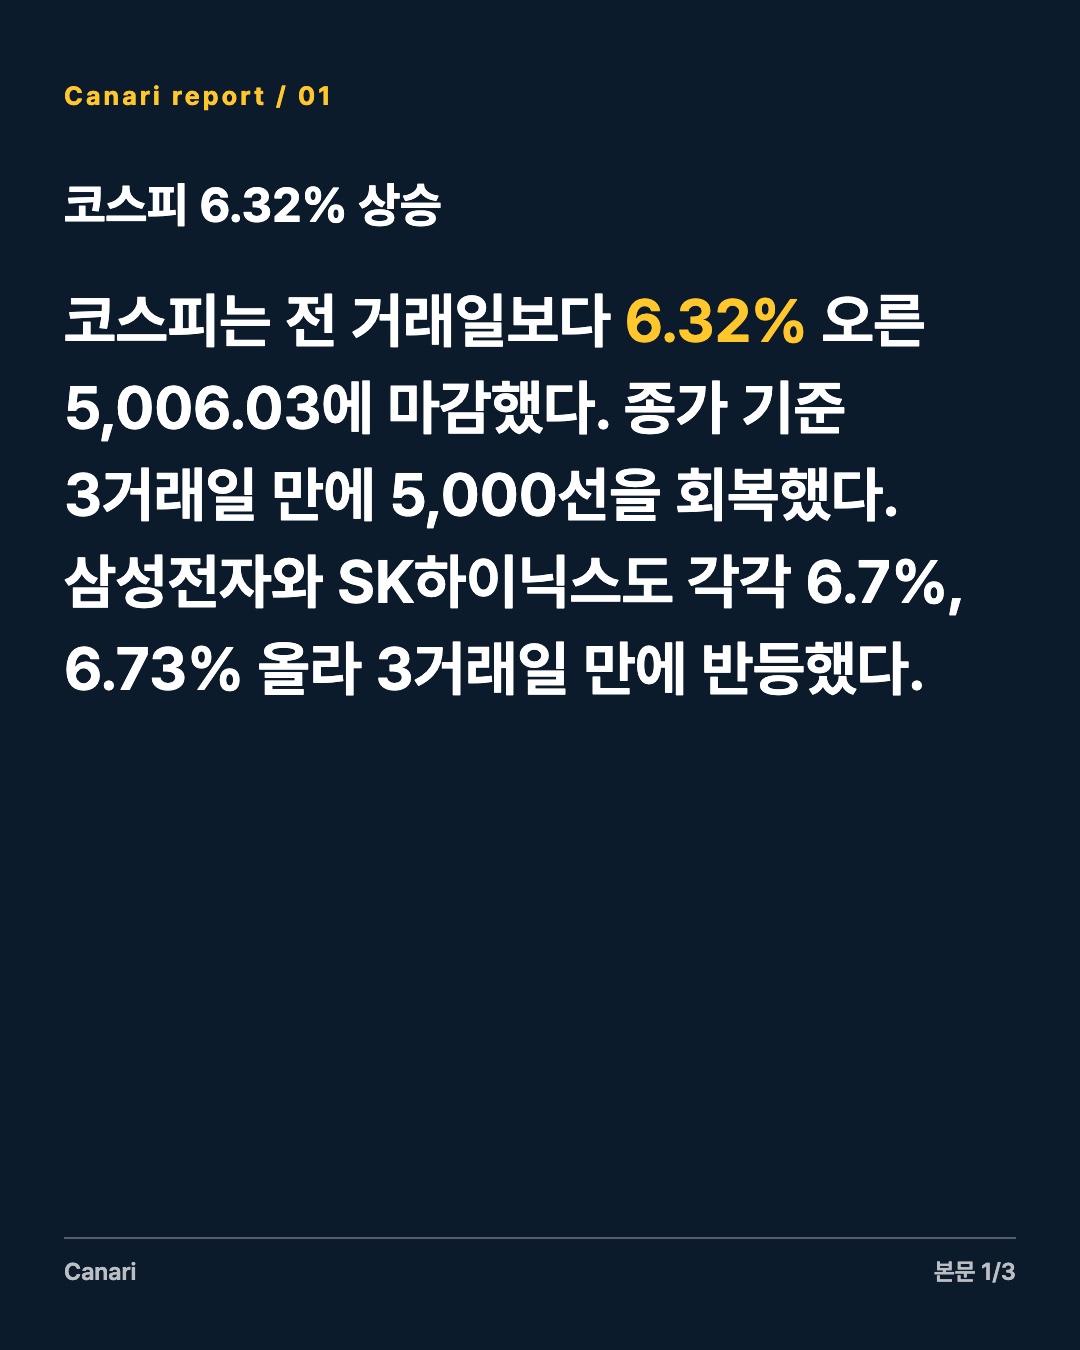 Canari report / 01
코스피 6.32% 상승
코스피는 전 거래일보다 6.32% 오른
5,006.03에 마감했다. 종가 기준
3거래일 만에 5,000선을 회복했다.
삼성전자와 SK하이닉스도 각각 6.7%,
6.73% 올라 3거래일 만에 반등했다.
Canari
본문 1/3